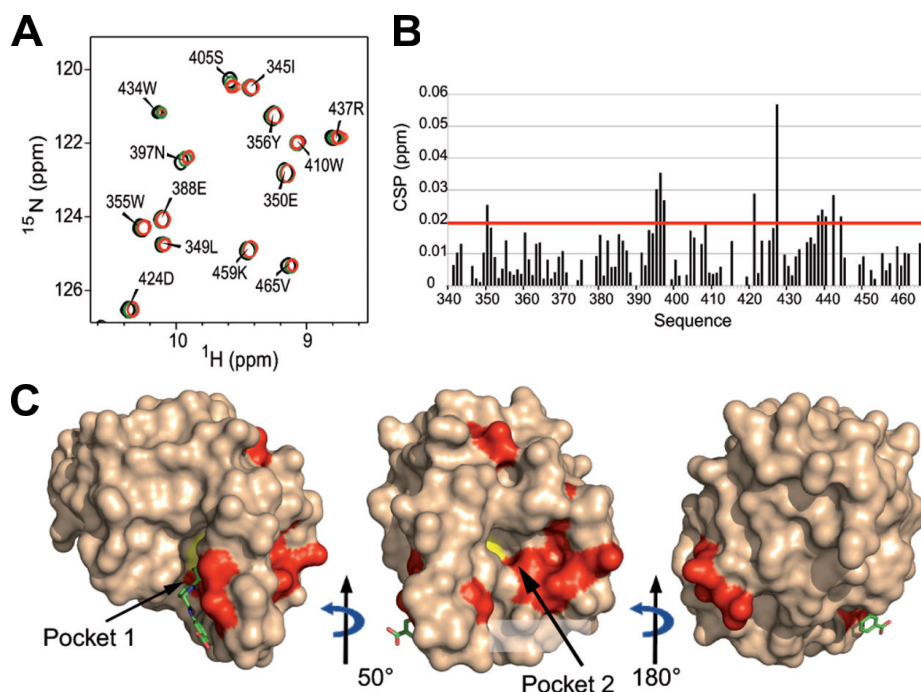 A
120
122
124
126
15N (ppm)
10
9
1H (ppm)
405S
345I
434W
437R
356Y
397N
410W
388E
350E
355W
349L
459K
465V
424D
B
0.06
0.05
0.04
0.03
0.02
0.01
0
CSP (ppm)
340 350 360 370 380 390 400 410 420 430 440 450 460
Sequence
C
Pocket 1
50°
Pocket 2
180°